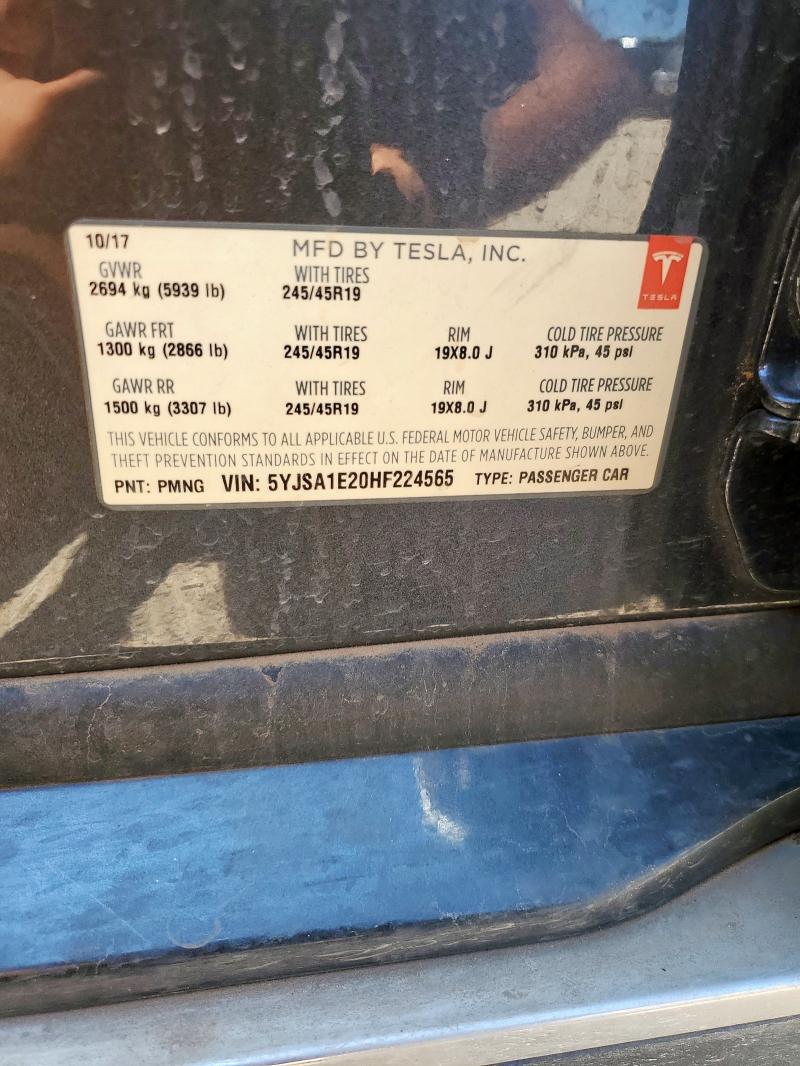 10/17 MFD BY TESLA, INC.
GVWR WITH TIRES
2694 kg (5939 lb) 245/45R19
TESLA
GAWR FRT WITH TIRES RIM COLD TIRE PRESSURE
1300 kg (2866 lb) 245/45R19 19X8.0 J 310 kPa, 45 psi
GAWR RR WITH TIRES RIM COLD TIRE PRESSURE
1500 kg (3307 lb) 245/45R19 19X8.0 J 310 kPa, 45 psi
THIS VEHICLE CONFORMS TO ALL APPLICABLE U.S. FEDERAL MOTOR VEHICLE SAFETY, BUMPER, AND
THEFT PREVENTION STANDARDS IN EFFECT ON THE DATE OF MANUFACTURE SHOWN ABOVE.
PNT: PMNG VIN: 5YJSA1E20HF224565 TYPE: PASSENGER CAR